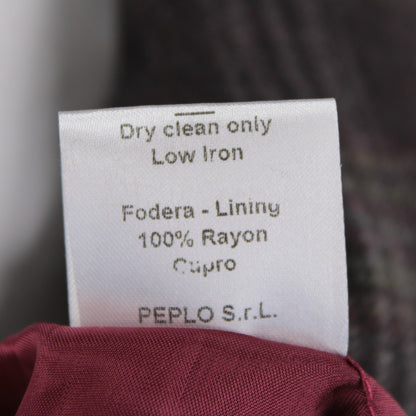 Dry clean only
Low Iron
Fodera - Lining
100% Rayon
Cupro
PEPLO S.r.L.